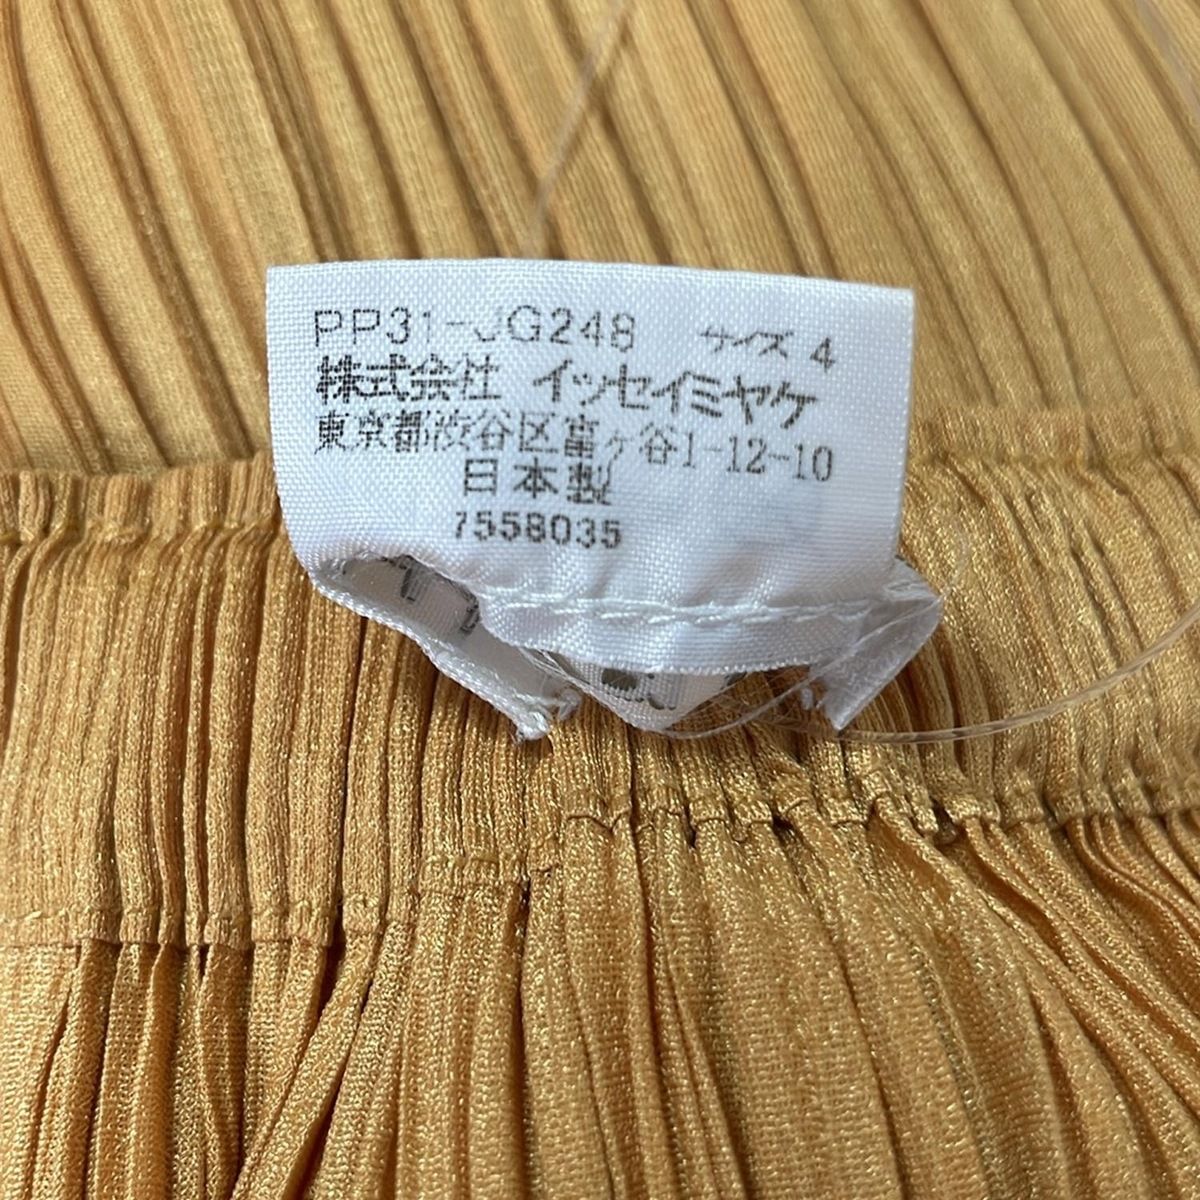 PP31-JG248 サイズ 4
株式会社 イッセイミヤケ
東京都渋谷区富ヶ谷1-12-10
日本製
7558035